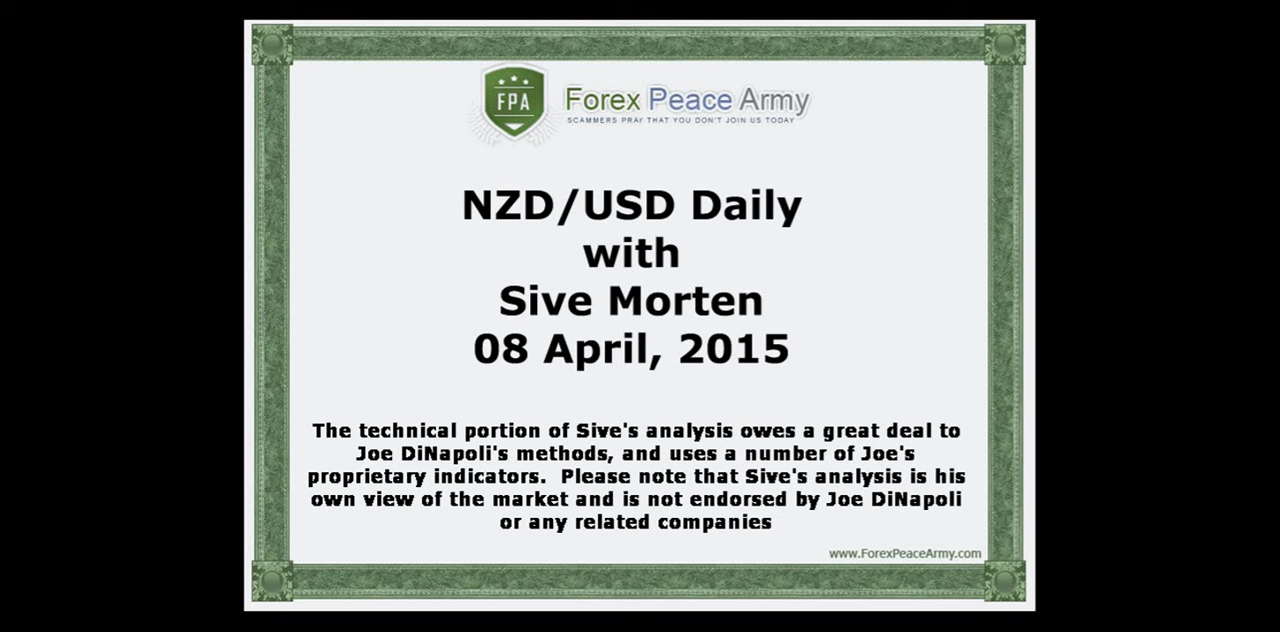 FPA
Forex Peace Army
SCAMMERS PRAY THAT YOU DON'T JOIN US TODAY
NZD/USD Daily
with
Sive Morten
08 April, 2015
The technical portion of Sive's analysis owes a great deal to
Joe DiNapoli's methods, and uses a number of Joe's
proprietary indicators.  Please note that Sive's analysis is his
own view of the market and is not endorsed by Joe DiNapoli
or any related companies
www.ForexPeaceArmy.com